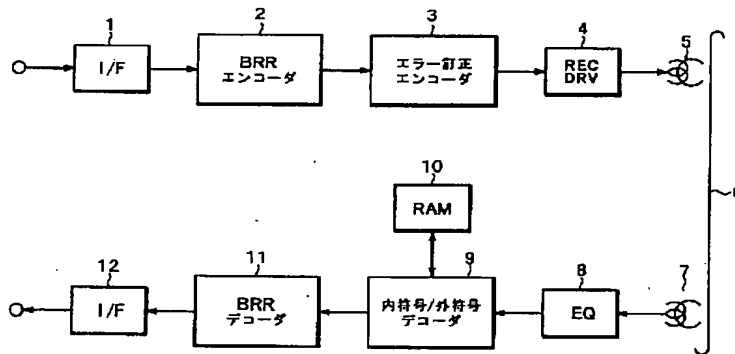 1
2
3
4
5
I/F
BRR
エンコーダ
エラー訂正
エンコーダ
REC
DRV
6
10
RAM
12
11
9
8
7
I/F
BRR
デコーダ
内符号/外符号
デコーダ
EQ